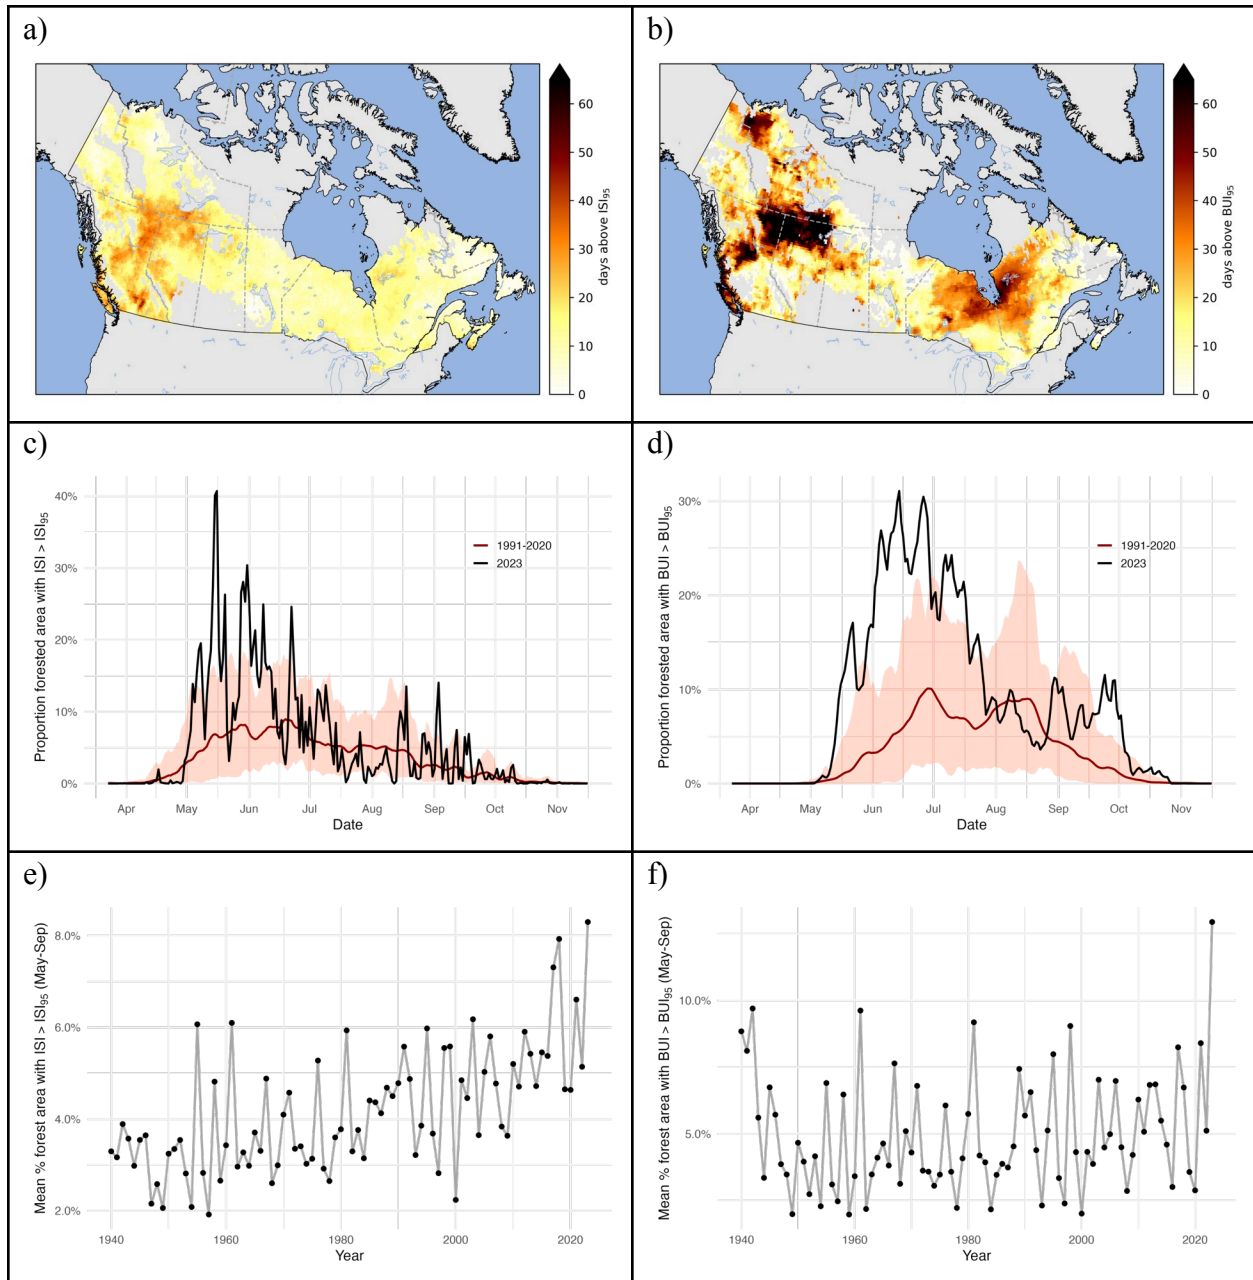 a)
60
50
40
30
20
10
0
days above ISI95
b)
60
50
40
30
20
10
0
days above BUI95
c)
Proportion forested area with ISI > ISI95
40%
30%
20%
10%
0%
1991-2020
2023
Apr May Jun Jul Aug Sep Oct Nov
Date
d)
Proportion forested area with BUI > BUI95
30%
20%
10%
0%
1991-2020
2023
Apr May Jun Jul Aug Sep Oct Nov
Date
e)
Mean % forest area with ISI > ISI95 (May-Sep)
8.0%
6.0%
4.0%
2.0%
1940 1960 1980 2000 2020
Year
f)
Mean % forest area with BUI > BUI95 (May-Sep)
10.0%
5.0%
1940 1960 1980 2000 2020
Year